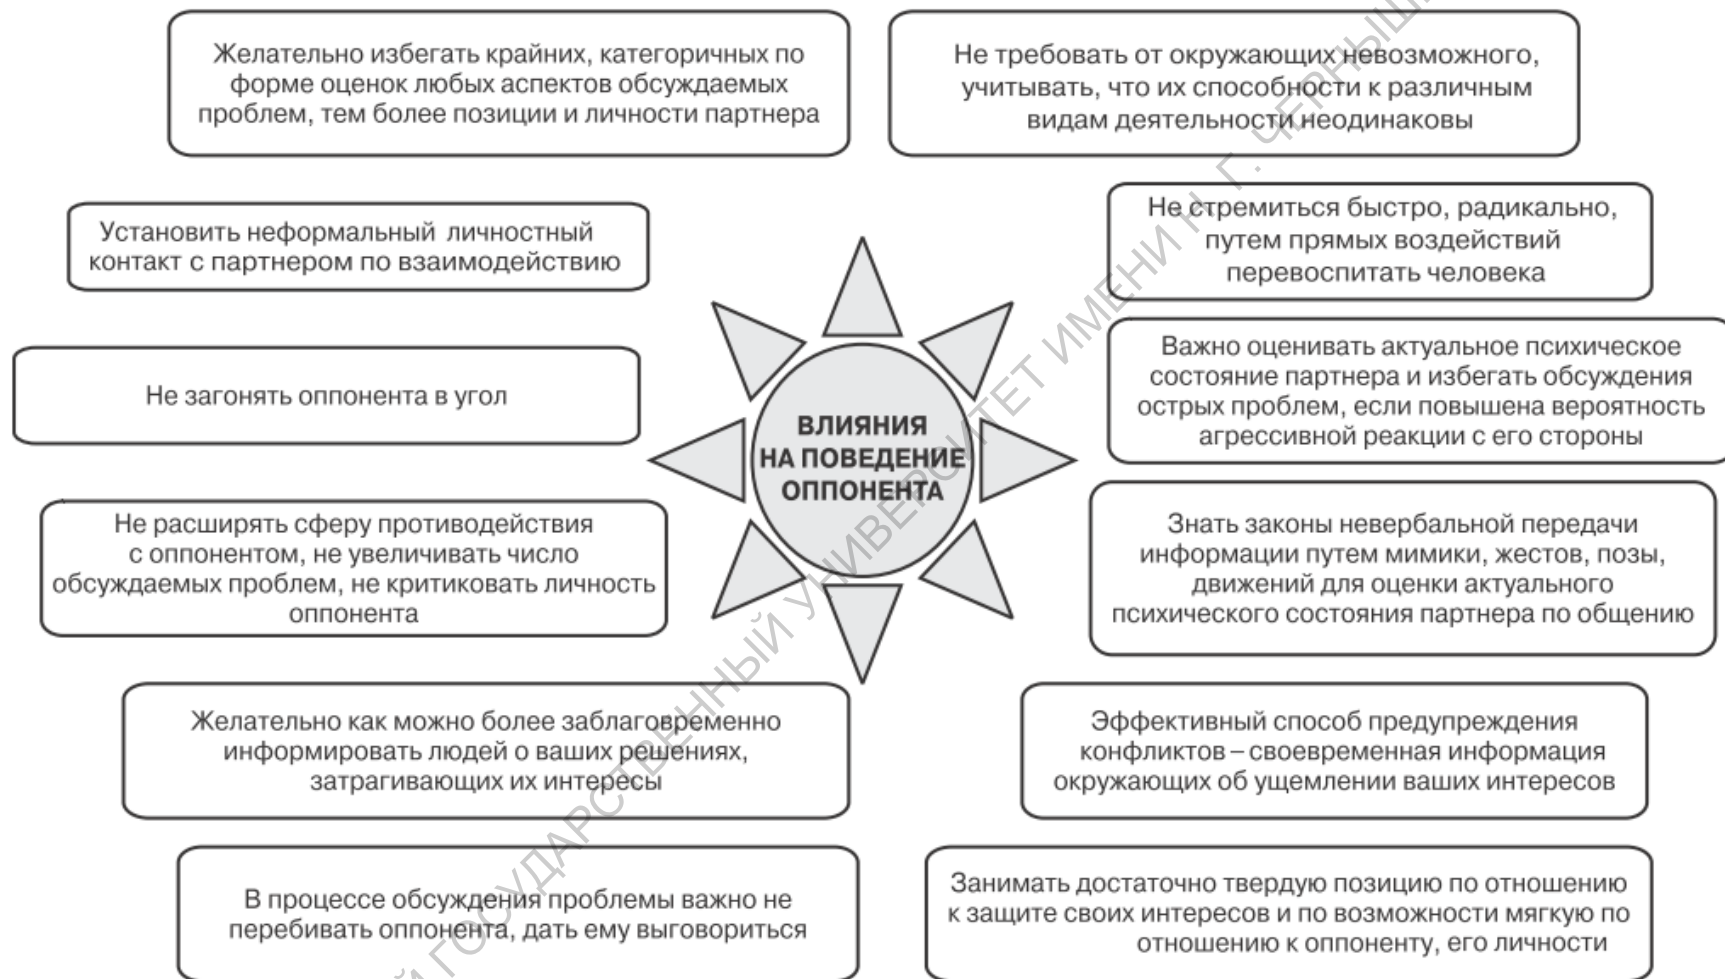 Желательно избегать крайних, категоричных по
форме оценок любых аспектов обсуждаемых
проблем, тем более позиции и личности партнера
Не требовать от окружающих невозможного,
учитывать, что их способности к различным
видам деятельности неодинаковы
Установить неформальный личностный
контакт с партнером по взаимодействию
Не стремиться быстро, радикально,
путем прямых воздействий
перевоспитать человека
Не загонять оппонента в угол
Важно оценивать актуальное психическое
состояние партнера и избегать обсуждения
острых проблем, если повышена вероятность
агрессивной реакции с его стороны
ВЛИЯНИЯ
НА ПОВЕДЕНИЕ
ОППОНЕНТА
Не расширять сферу противодействия
с оппонентом, не увеличивать число
обсуждаемых проблем, не критиковать личность
оппонента
Знать законы невербальной передачи
информации путем мимики, жестов, позы,
движений для оценки актуального
психического состояния партнера по общению
Желательно как можно более заблаговременно
информировать людей о ваших решениях,
затрагивающих их интересы
Эффективный способ предупреждения
конфликтов – своевременная информация
окружающих об ущемлении ваших интересов
В процессе обсуждения проблемы важно не
перебивать оппонента, дать ему выговориться
Занимать достаточно твердую позицию по отношению
к защите своих интересов и по возможности мягкую по
отношению к оппоненту, его личности
ГОСУДАРСТВЕННЫЙ УНИВЕРСИТЕТ ИМЕНИ Н. Г.